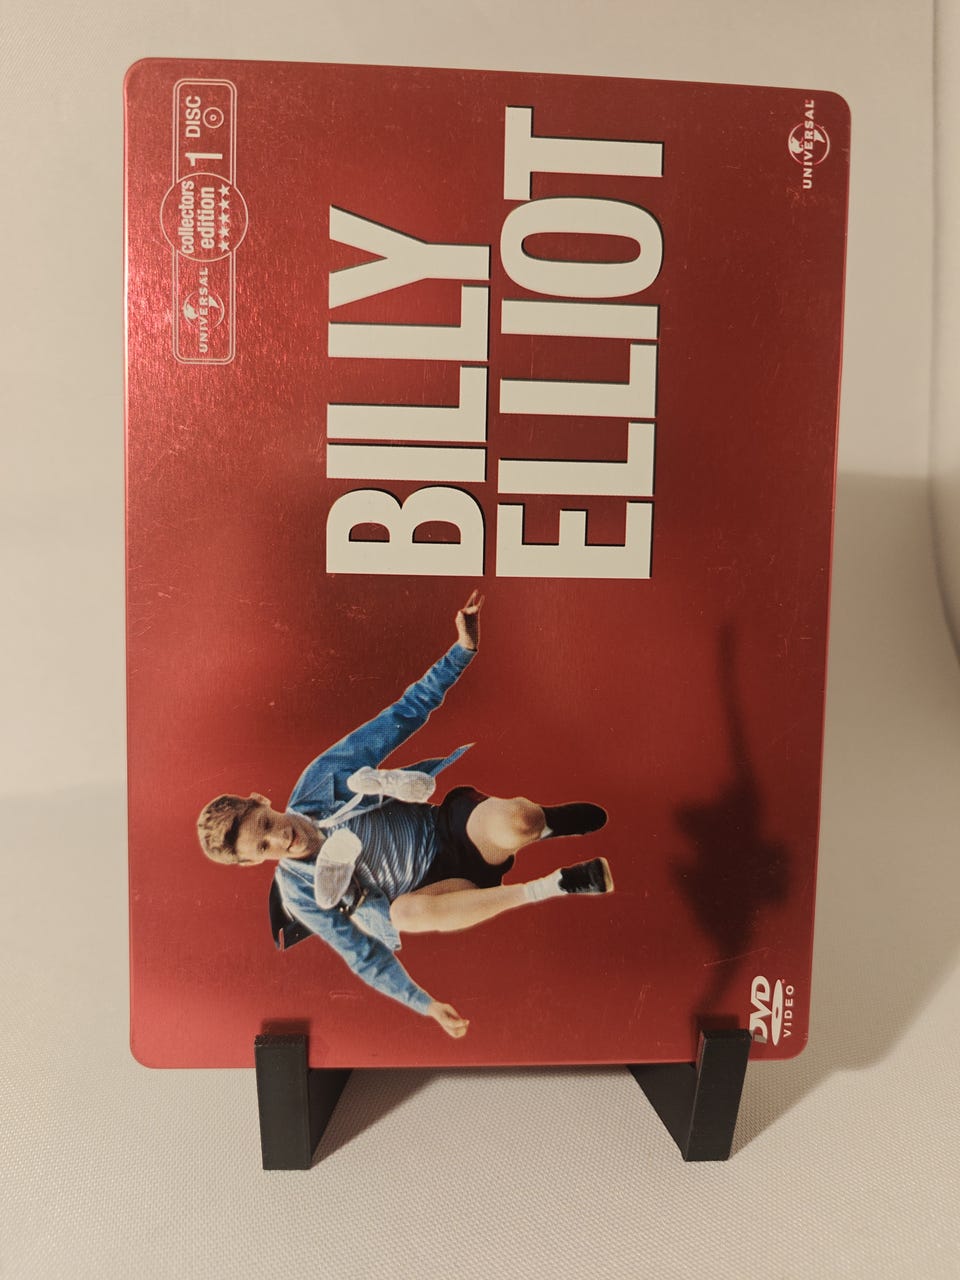 UNIVERSAL
collectors
edition
★★★★★
1 DISC
BILLY
ELLIOT
DVD
VIDEO
UNIVERSAL